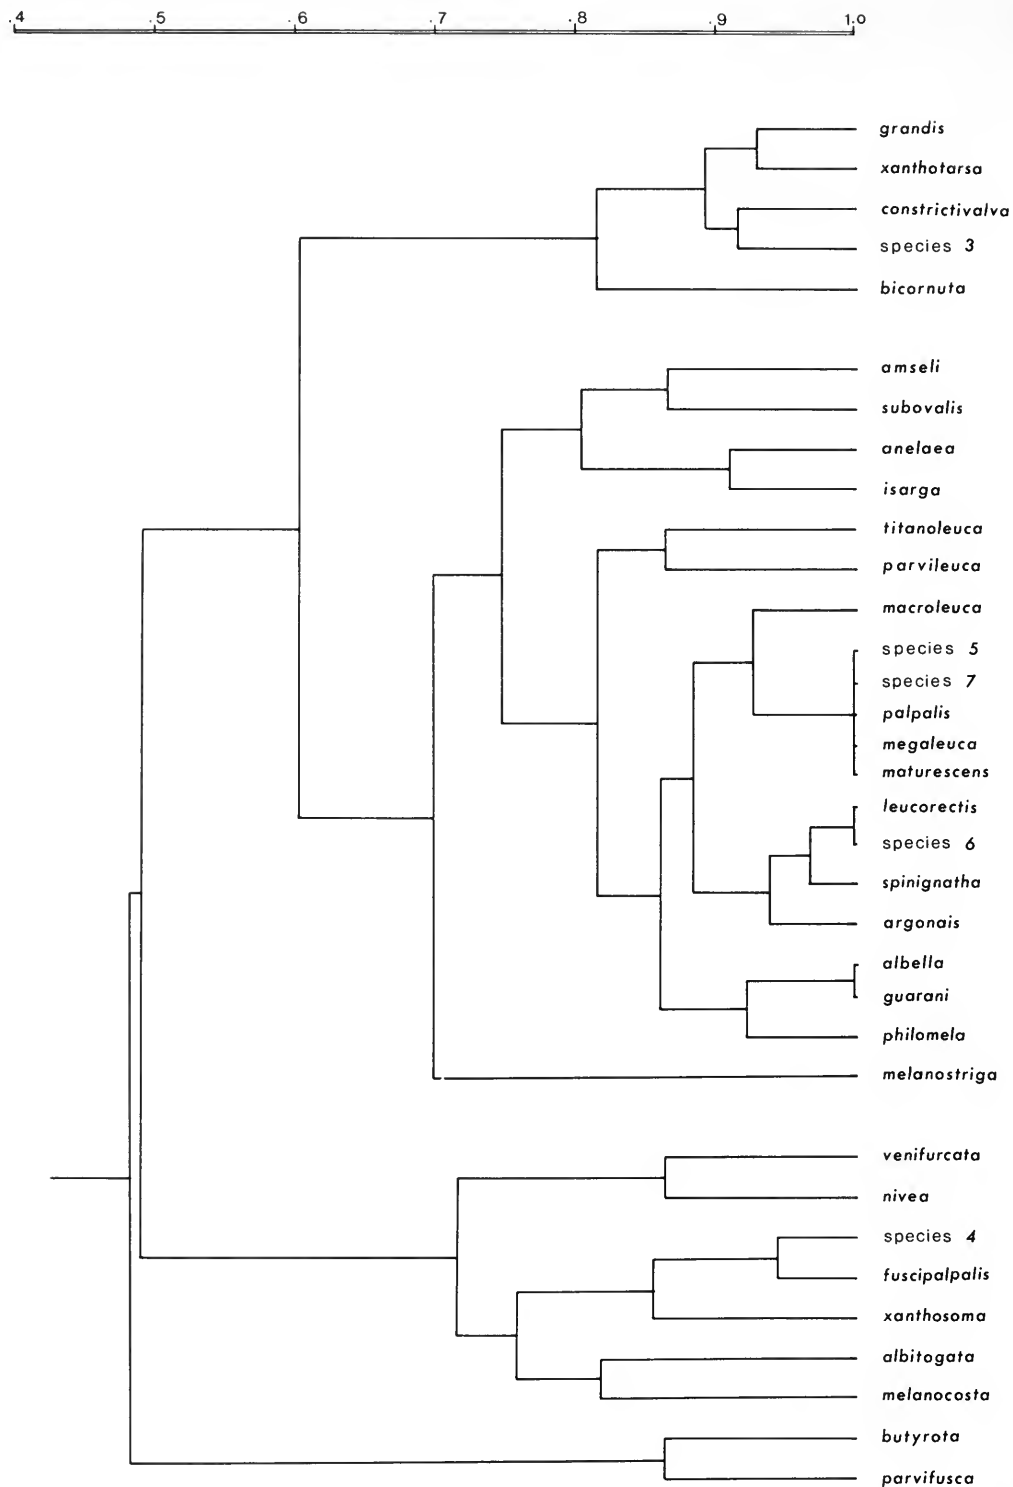 .4 .5 .6 .7 .8 .9 1.0
grandis
xanthotarsa
constrictivalva
species 3
bicornuta
amseli
subovalis
anelaea
isarga
titanoleuca
parvileuca
macroleuca
species 5
species 7
palpalis
megaleuca
maturescens
leucorectis
species 6
spinignatha
argonais
albella
guarani
philomela
melanostriga
venifurcata
nivea
species 4
fuscipalpalis
xanthosoma
albitogata
melanocosta
butyrota
parvifusca